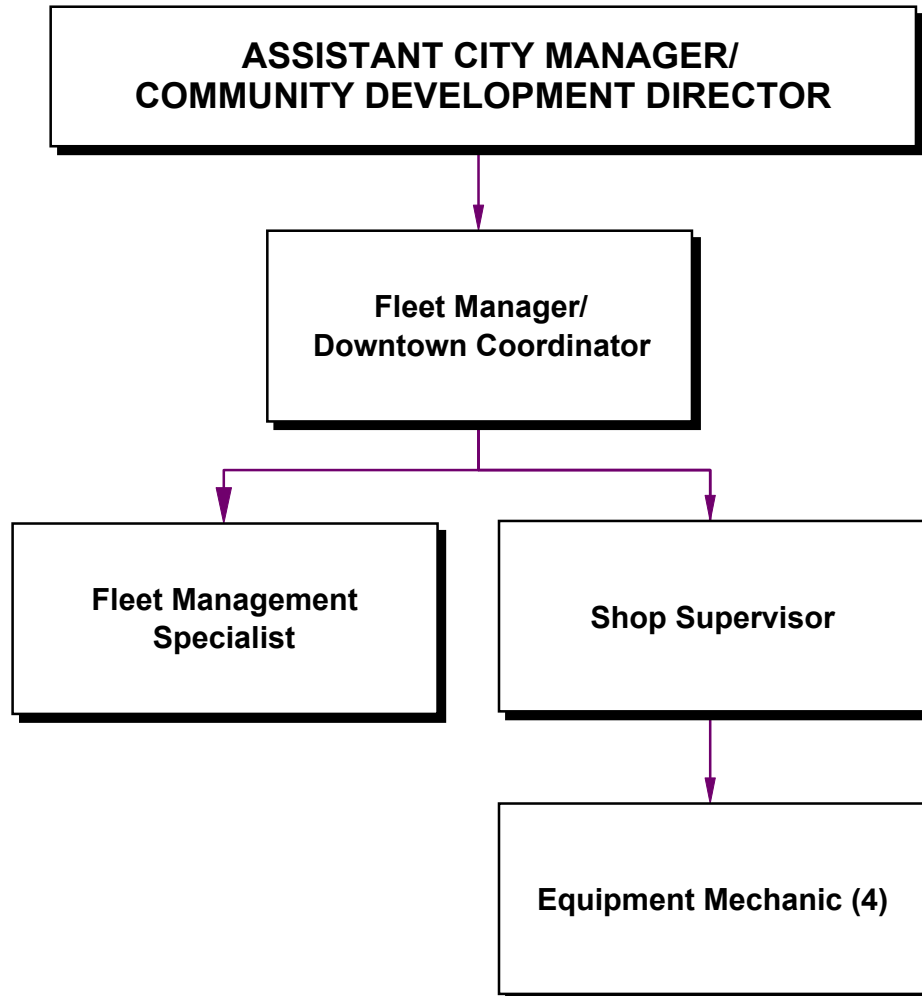 ASSISTANT CITY MANAGER/
COMMUNITY DEVELOPMENT DIRECTOR
Fleet Manager/
Downtown Coordinator
Fleet Management
Specialist
Shop Supervisor
Equipment Mechanic (4)